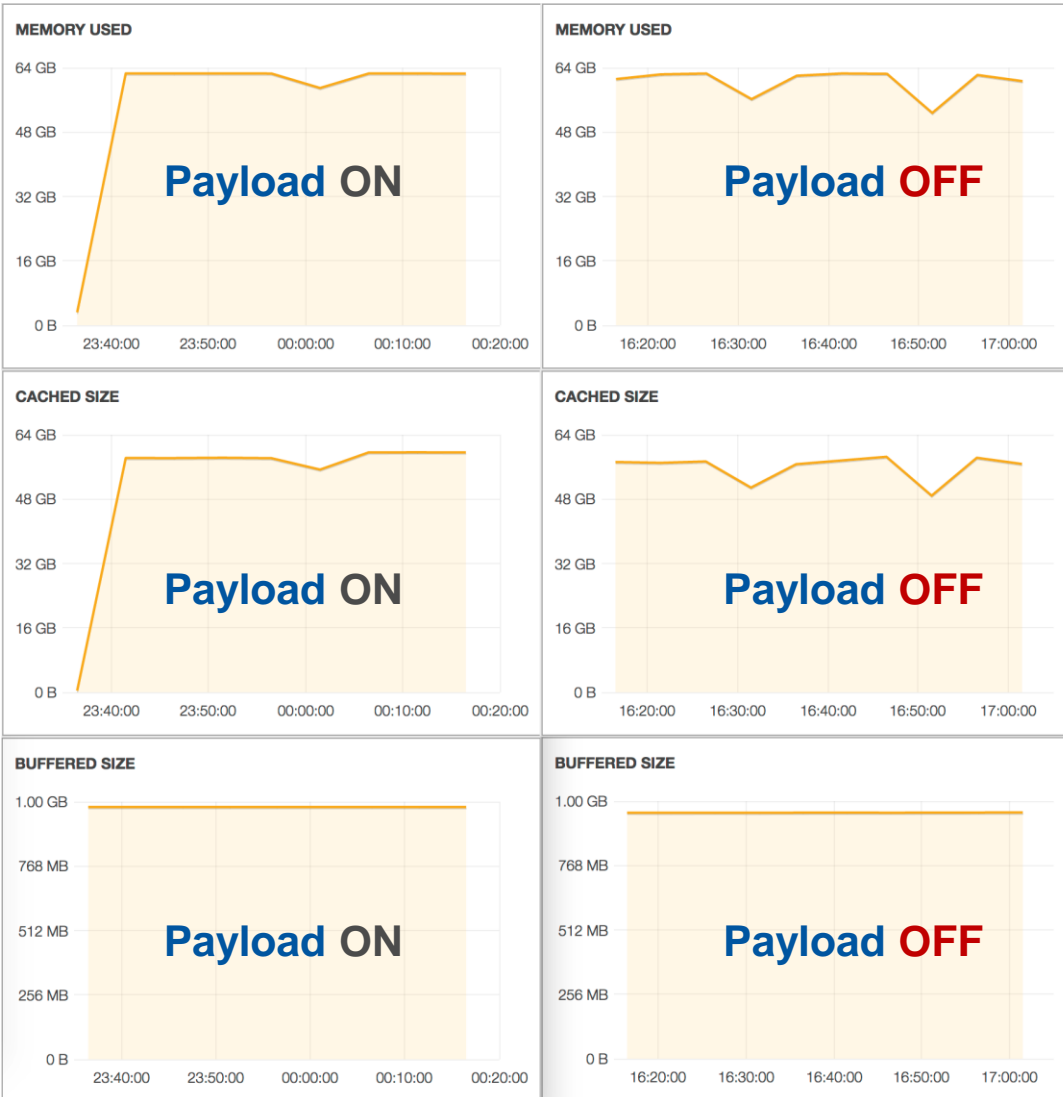 MEMORY USED
64 GB
48 GB
32 GB
16 GB
0 B
Payload ON
23:40:00 23:50:00 00:00:00 00:10:00 00:20:00
MEMORY USED
64 GB
48 GB
32 GB
16 GB
0 B
Payload OFF
16:20:00 16:30:00 16:40:00 16:50:00 17:00:00
CACHED SIZE
64 GB
48 GB
32 GB
16 GB
0 B
Payload ON
23:40:00 23:50:00 00:00:00 00:10:00 00:20:00
CACHED SIZE
64 GB
48 GB
32 GB
16 GB
0 B
Payload OFF
16:20:00 16:30:00 16:40:00 16:50:00 17:00:00
BUFFERED SIZE
1.00 GB
768 MB
512 MB
256 MB
0 B
Payload ON
23:40:00 23:50:00 00:00:00 00:10:00 00:20:00
BUFFERED SIZE
1.00 GB
768 MB
512 MB
256 MB
0 B
Payload OFF
16:20:00 16:30:00 16:40:00 16:50:00 17:00:00